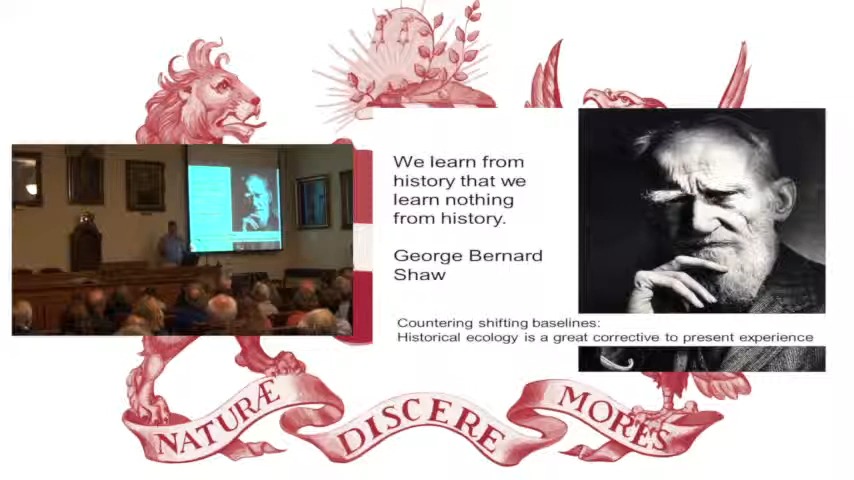 We learn from
history that we
learn nothing
from history.
George Bernard
Shaw
Countering shifting baselines:
Historical ecology is a great corrective to present experience
NATURÆ
DISCERE
MORES